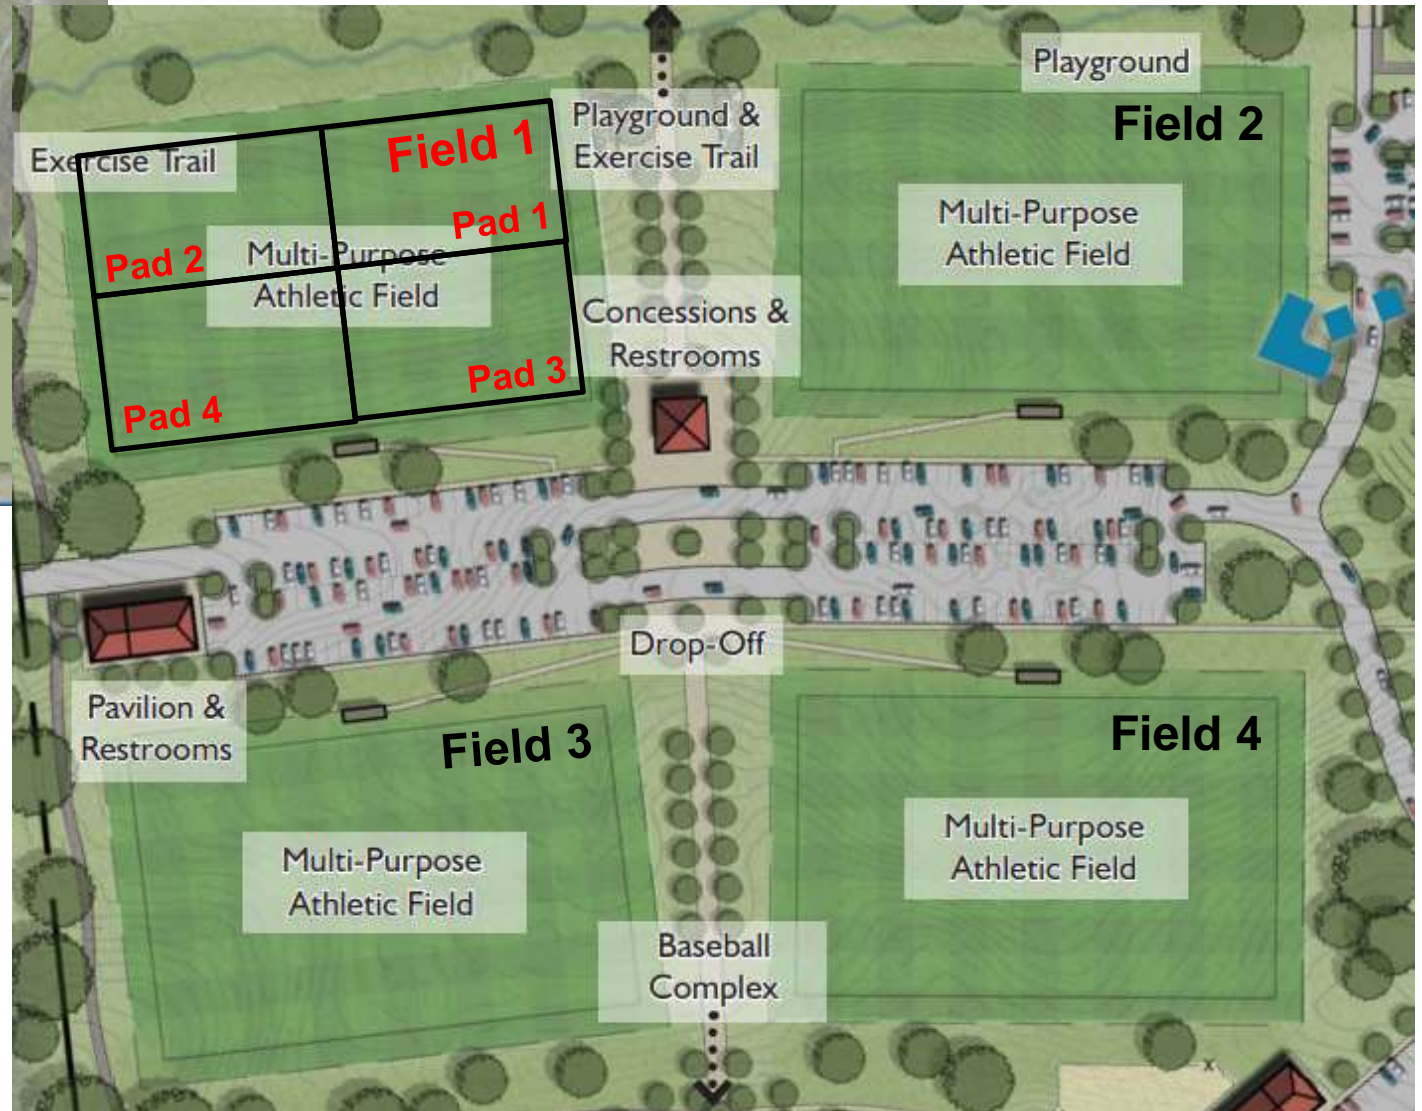 Playground
Field 2
Playground &
Exercise Trail
Field 1
Exercise Trail
Pad 1
Pad 2
Multi-Purpose
Athletic Field
Multi-Purpose
Athletic Field
Concessions &
Restrooms
Pad 3
Pad 4
Drop-Off
Pavilion &
Restrooms
Field 3
Field 4
Multi-Purpose
Athletic Field
Multi-Purpose
Athletic Field
Baseball
Complex